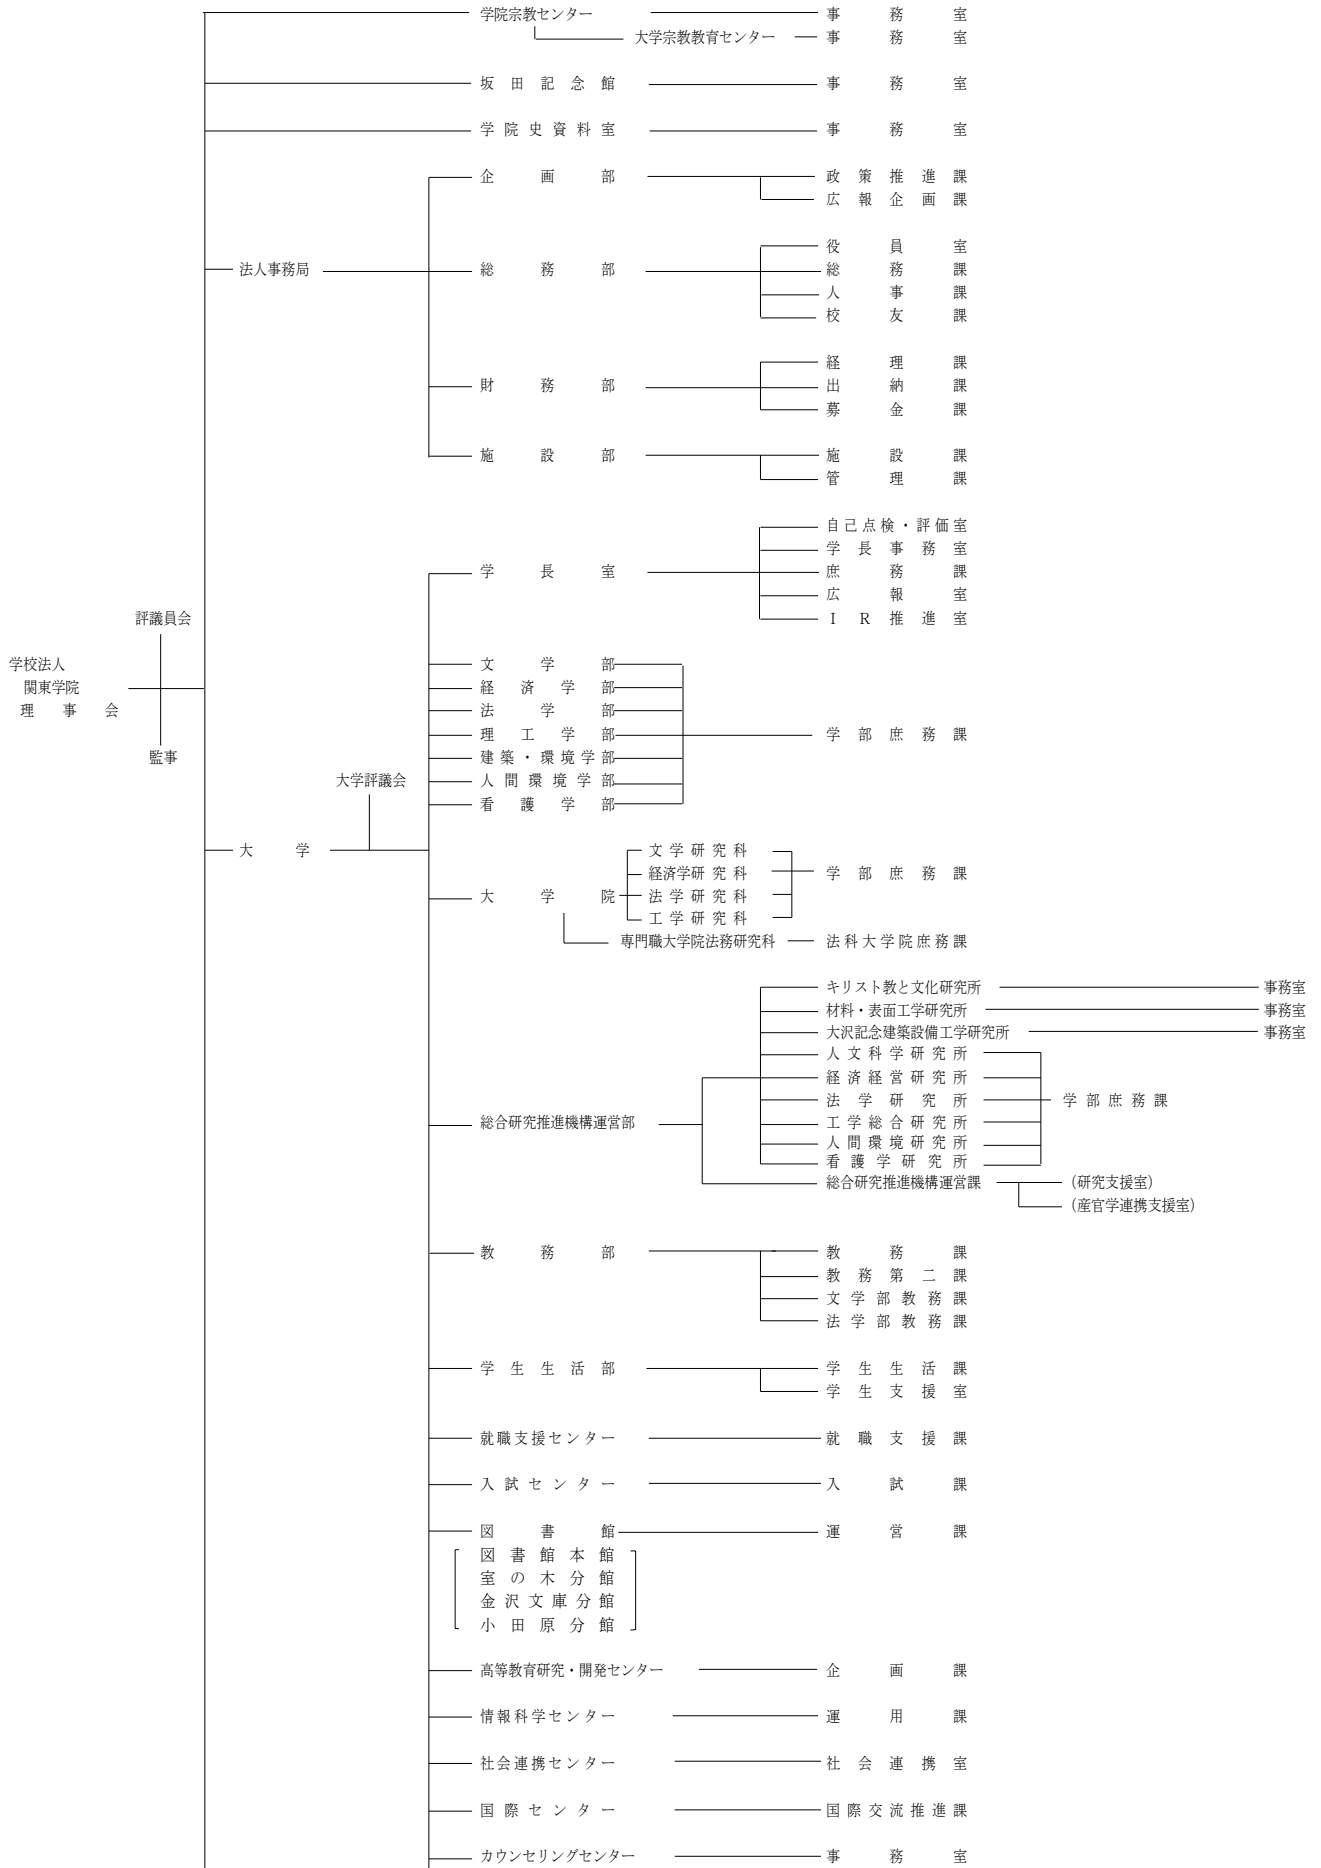 学院宗教センター 事務室
大学宗教教育センター 事務室
坂田記念館 事務室
学院史資料室 事務室
企画部 政策推進課
広報企画課
役員室
法人事務局 総務部 総務課
人事課
校友課
経理課
財務部 出納課
募金課
施設部 施設課
管理課
自己点検・評価室
学長事務室
学長室 庶務課
広報室
評議員会 IR推進室
学校法人 文学部
関東学院 経済学部
理事会 法学部
理工学部 学部庶務課
監事 建築・環境学部
大学評議会 人間環境学部
看護学部
大学 文学研究科
経済学研究科 学部庶務課
大学院 法学研究科
工学研究科
専門職大学院法務研究科 法科大学院庶務課
キリスト教と文化研究所 事務室
材料・表面工学研究所 事務室
大沢記念建築設備工学研究所 事務室
人文科学研究所
経済経営研究所
法学研究所 学部庶務課
総合研究推進機構運営部 工学総合研究所
人間環境研究所
看護学研究所
総合研究推進機構運営課 (研究支援室)
(産官学連携支援室)
教務部 教務課
教務第二課
文学部教務課
法学部教務課
学生生活部 学生生活課
学生支援室
就職支援センター 就職支援課
入試センター 入試課
図書館 運営課
図書館本館
室の木分館
金沢文庫分館
小田原分館
高等教育研究・開発センター 企画課
情報科学センター 運用課
社会連携センター 社会連携室
国際センター 国際交流推進課
カウンセリングセンター 事務室